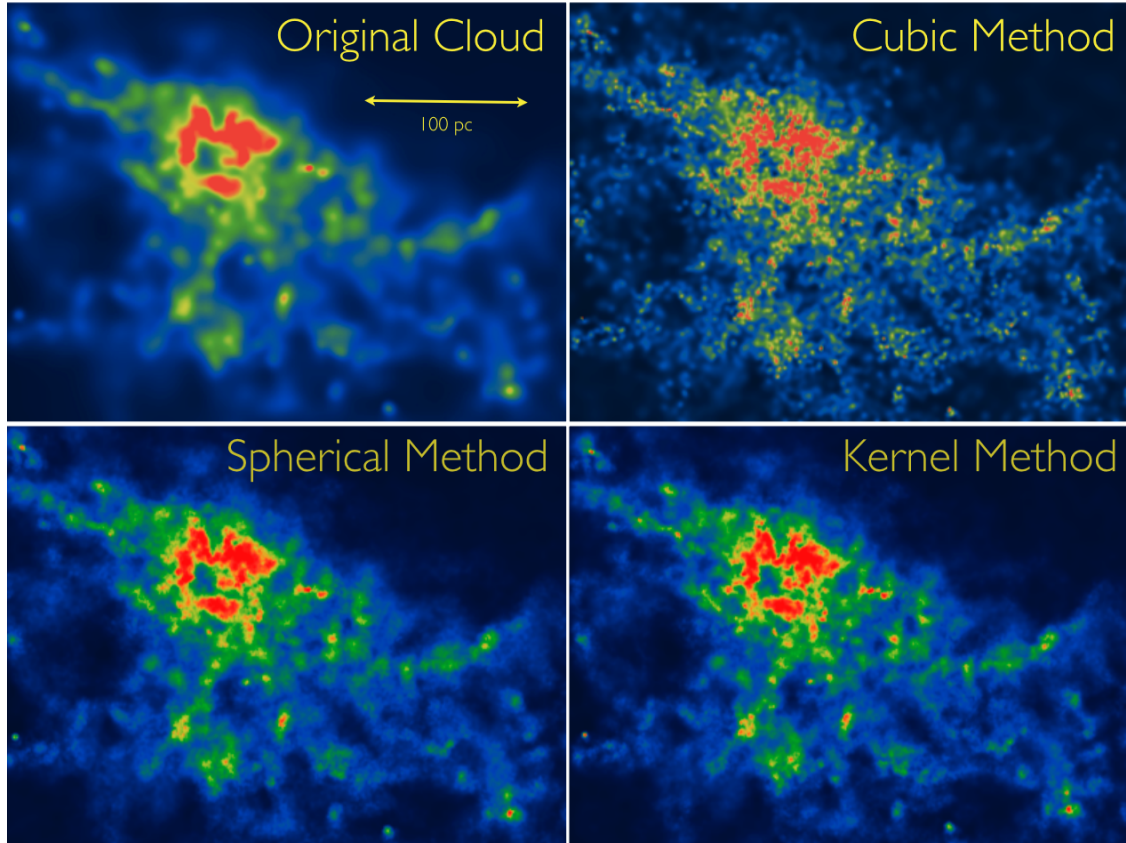 Original Cloud
100 pc
Cubic Method
Spherical Method
Kernel Method